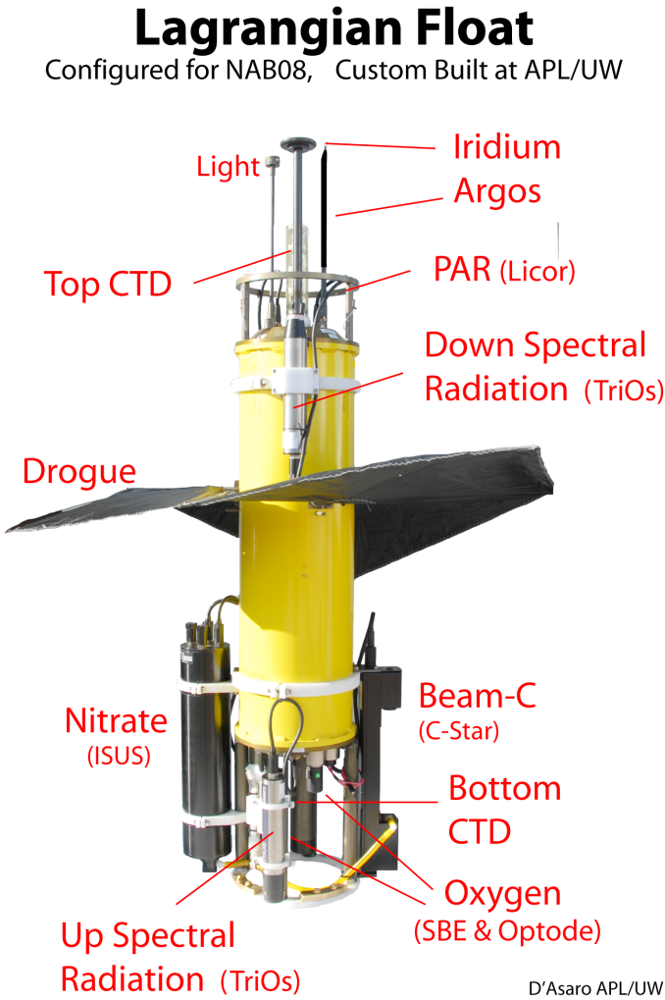 Lagrangian Float
Configured for NAB08, Custom Built at APL/UW
Light
Iridium
Argos
Top CTD
PAR (Licor)
Down Spectral
Radiation (TriOs)
Drogue
Nitrate
(ISUS)
Beam-C
(C-Star)
Bottom
CTD
Oxygen
(SBE & Optode)
Up Spectral
Radiation (TriOs)
D'Asaro APL/UW